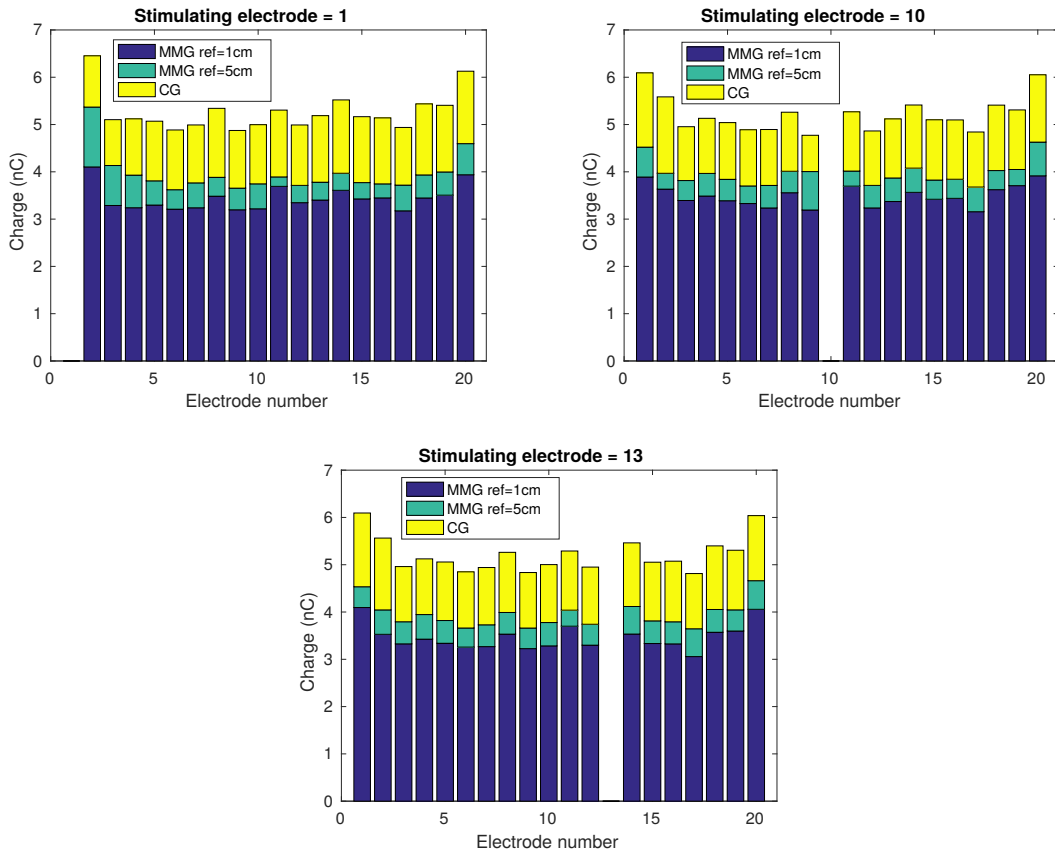 Stimulating electrode = 1
7
6
5
4
3
2
1
0
Charge (nC)
MMG ref=1cm
MMG ref=5cm
CG
0 5 10 15 20
Electrode number
Stimulating electrode = 10
7
6
5
4
3
2
1
0
Charge (nC)
MMG ref=1cm
MMG ref=5cm
CG
0 5 10 15 20
Electrode number
Stimulating electrode = 13
7
6
5
4
3
2
1
0
Charge (nC)
MMG ref=1cm
MMG ref=5cm
CG
0 5 10 15 20
Electrode number